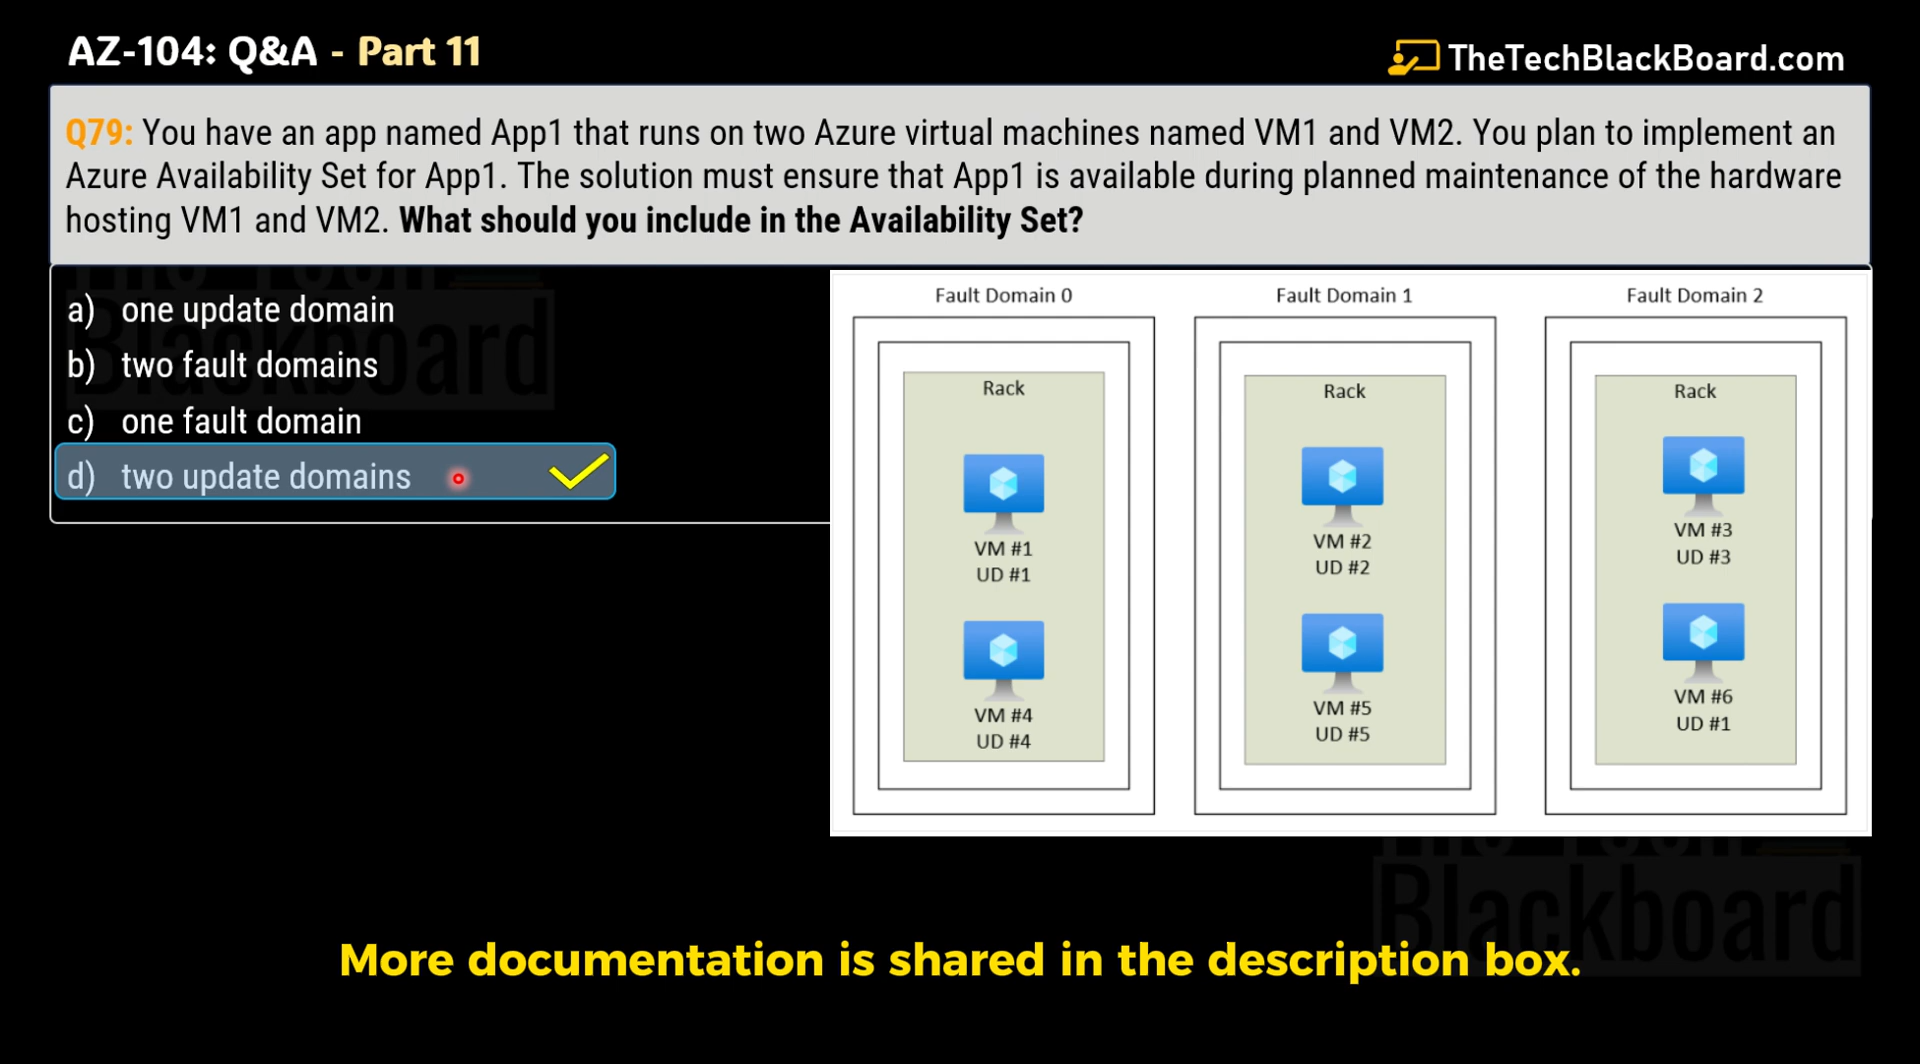 AZ-104: Q&A - Part 11
TheTechBlackBoard.com
Q79: You have an app named App1 that runs on two Azure virtual machines named VM1 and VM2. You plan to implement an
Azure Availability Set for App1. The solution must ensure that App1 is available during planned maintenance of the hardware
hosting VM1 and VM2. What should you include in the Availability Set?
a) one update domain
b) two fault domains
c) one fault domain
d) two update domains
Fault Domain 0
Rack
VM #1
UD #1
VM #4
UD #4
Fault Domain 1
Rack
VM #2
UD #2
VM #5
UD #5
Fault Domain 2
Rack
VM #3
UD #3
VM #6
UD #1
Blackboard
Blackboard
More documentation is shared in the description box.